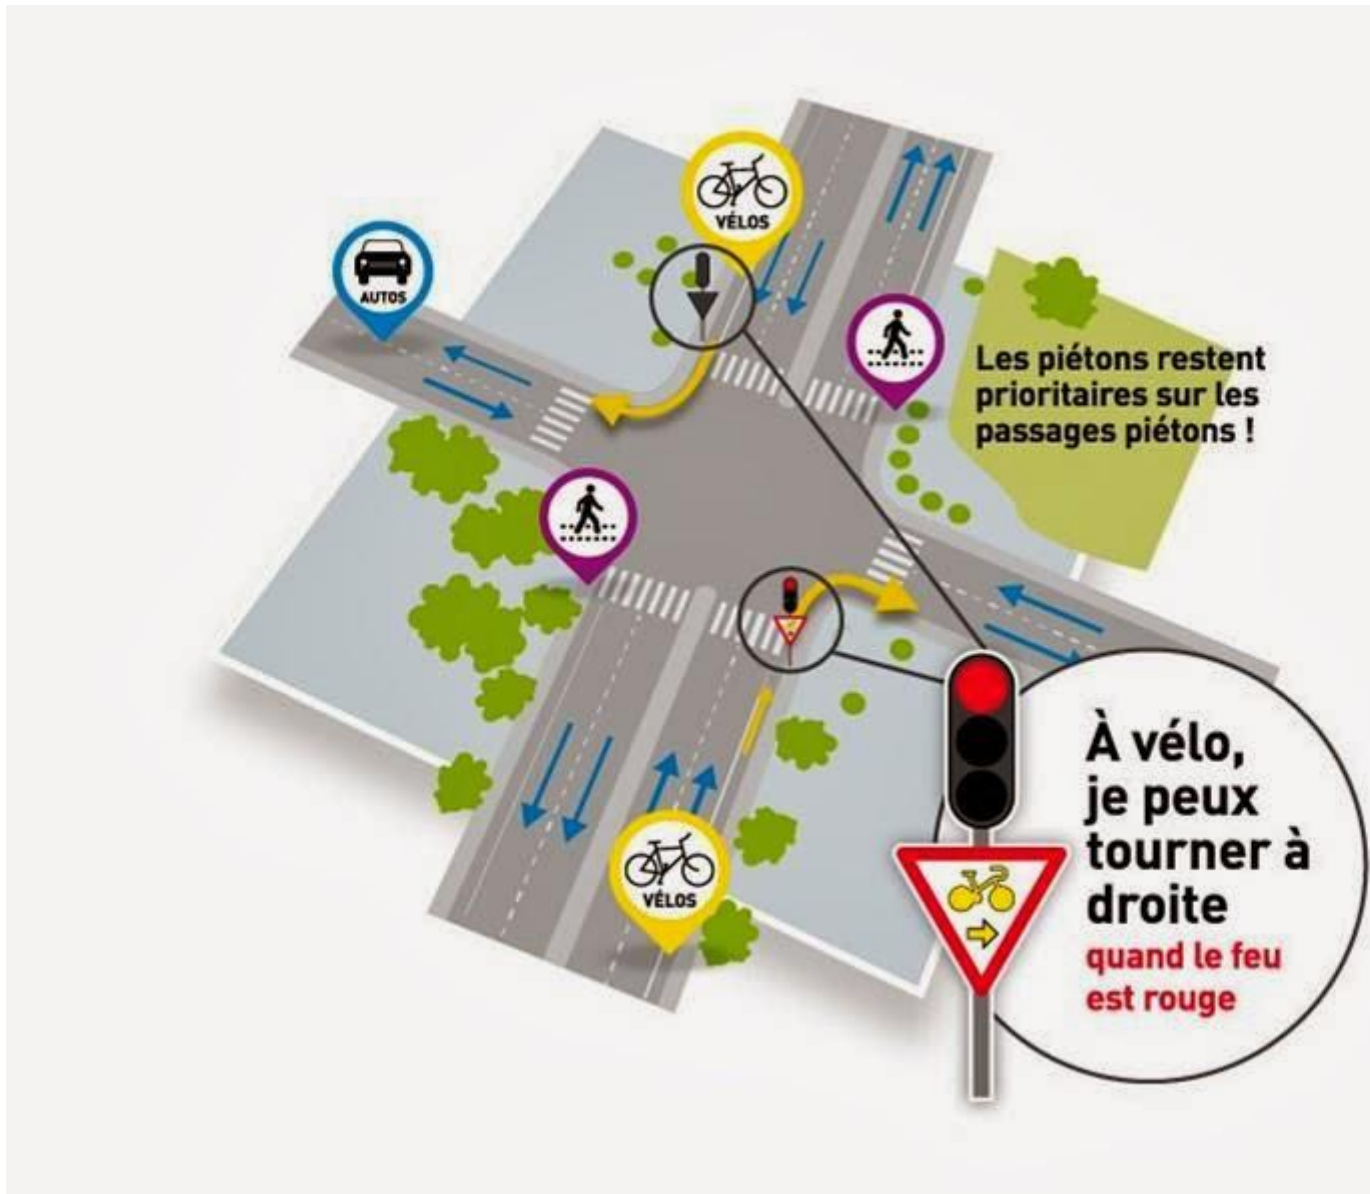 VÉLOS
AUTOS
Les piétons restent
prioritaires sur les
passages piétons !
À vélo,
je peux
tourner à
droite
quand le feu
est rouge
VÉLOS